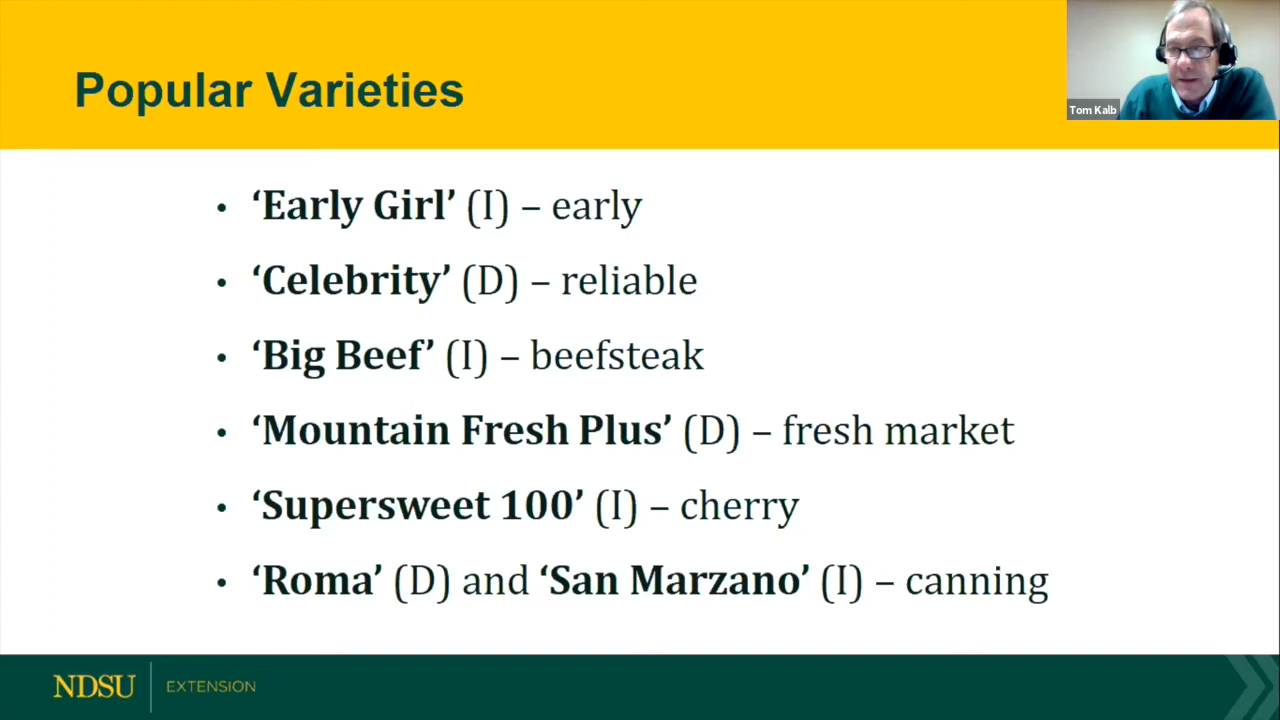 Popular Varieties
Tom Kalb
• ‘Early Girl’ (I) – early
• ‘Celebrity’ (D) – reliable
• ‘Big Beef’ (I) – beefsteak
• ‘Mountain Fresh Plus’ (D) – fresh market
• ‘Supersweet 100’ (I) – cherry
• ‘Roma’ (D) and ‘San Marzano’ (I) – canning
NDSU EXTENSION